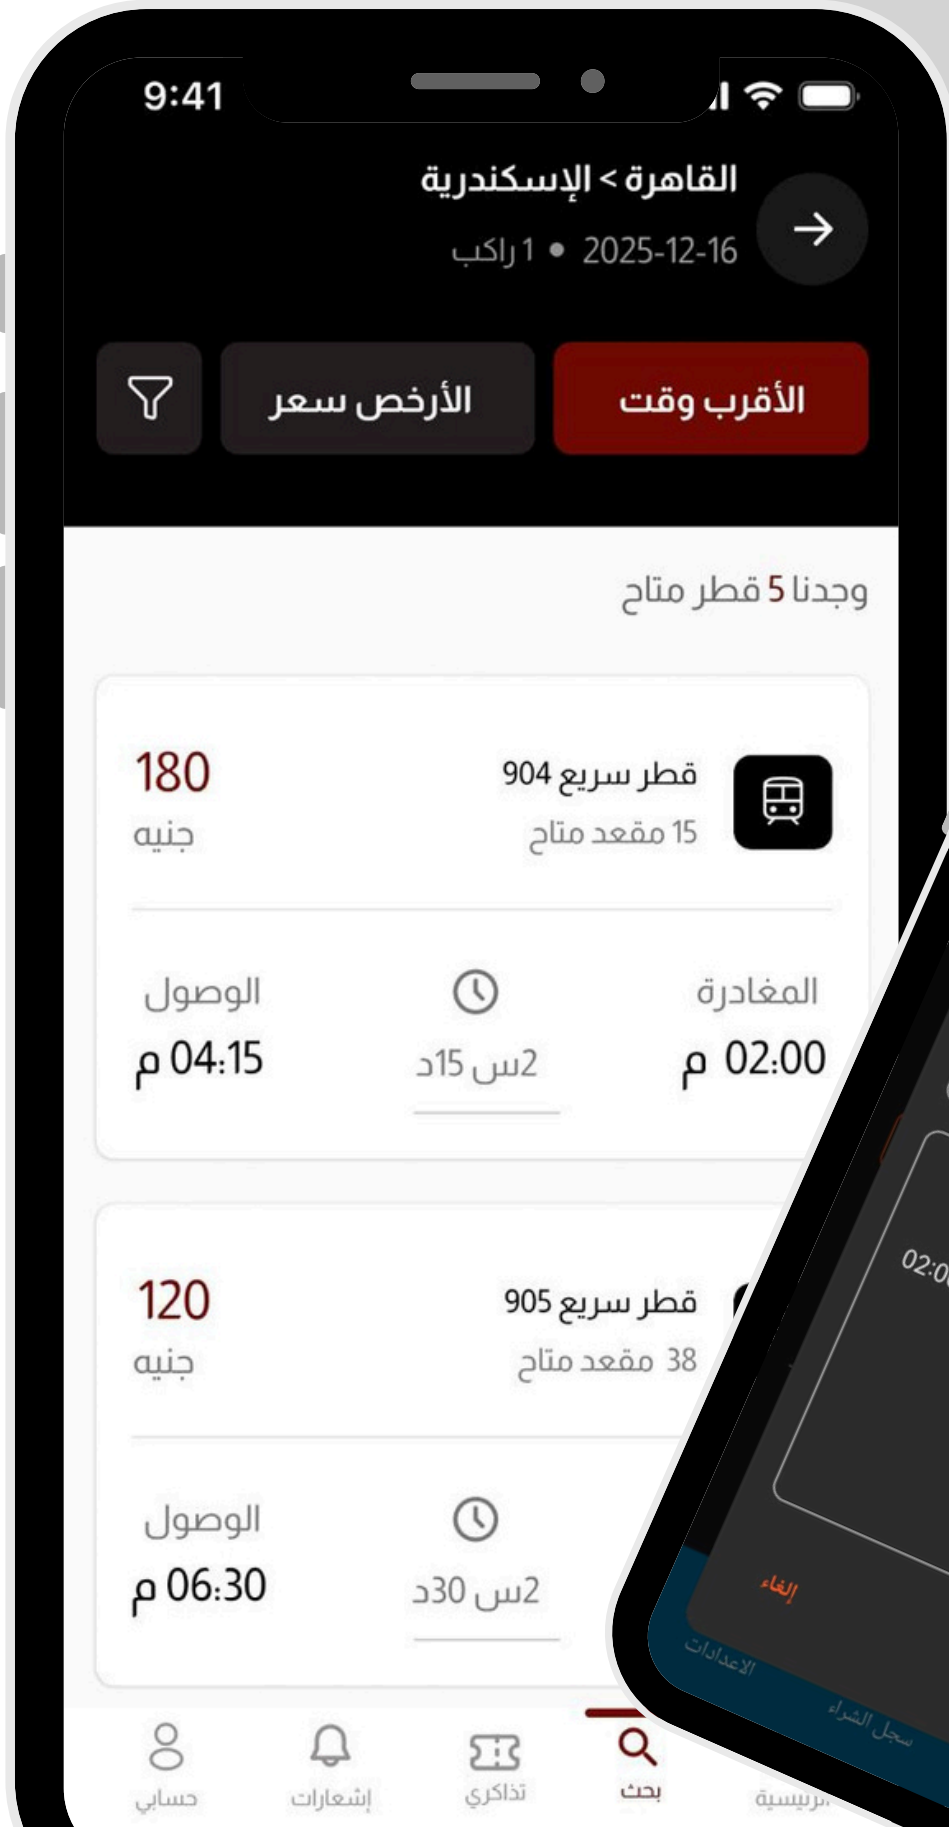 9:41
القاهرة > الإسكندرية
2025-12-16 • 1 راكب
الأقرب وقت
الأرخص سعر
وجدنا 5 قطر متاح
قطر سريع 904
15 مقعد متاح
180
جنيه
المغادرة
02:00 م
2س 15د
الوصول
04:15 م
قطر سريع 905
38 مقعد متاح
120
جنيه
2س 30د
الوصول
06:30 م
الرئيسية
بحث
تذاكري
إشعارات
حسابي
إلغاء
الاعدادات
سجل الشراء